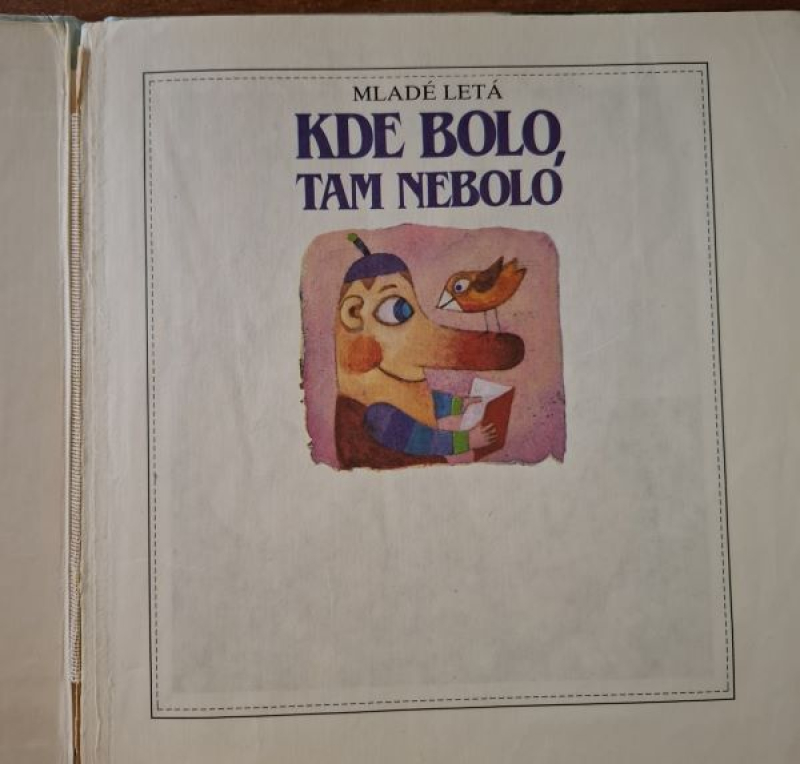 MLADÉ LETÁ
KDE BOLO,
TAM NEBOLO